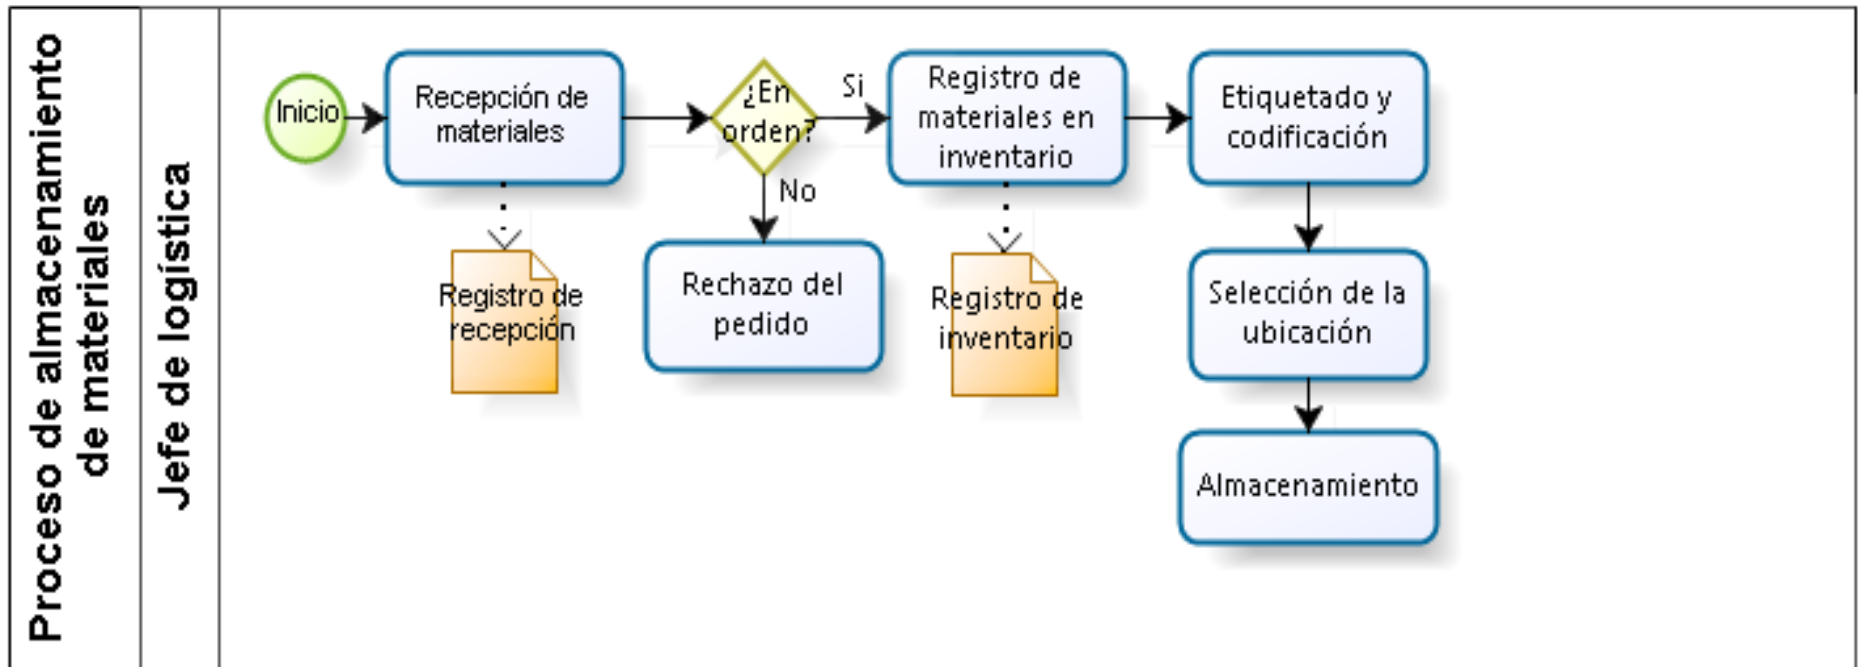 Proceso de almacenamiento
de materiales
Jefe de logística
Inicio
Recepción de
materiales
¿En
orden?
Si
No
Registro de
materiales en
inventario
Etiquetado y
codificación
Registro de
recepción
Rechazo del
pedido
Registro de
inventario
Selección de la
ubicación
Almacenamiento